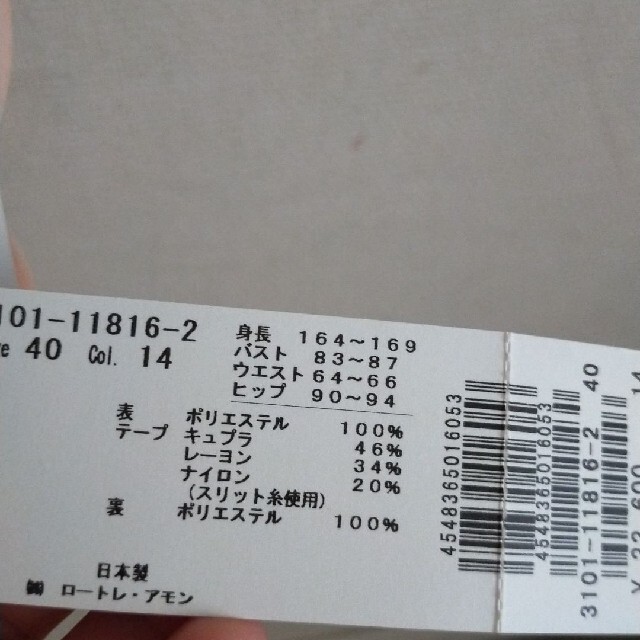 101-11816-2
40 Col. 14
身長 164～169
バスト 83～87
ウエスト 64～66
ヒップ 90～94
表 ポリエステル 100%
テープ キュプラ 46%
レーヨン 34%
ナイロン 20%
(スリット糸使用)
裏 ポリエステル 100%
日本製
㈱ ロートレ・アモン
4548365016053
4548365016053
3101-11816-2 40
14